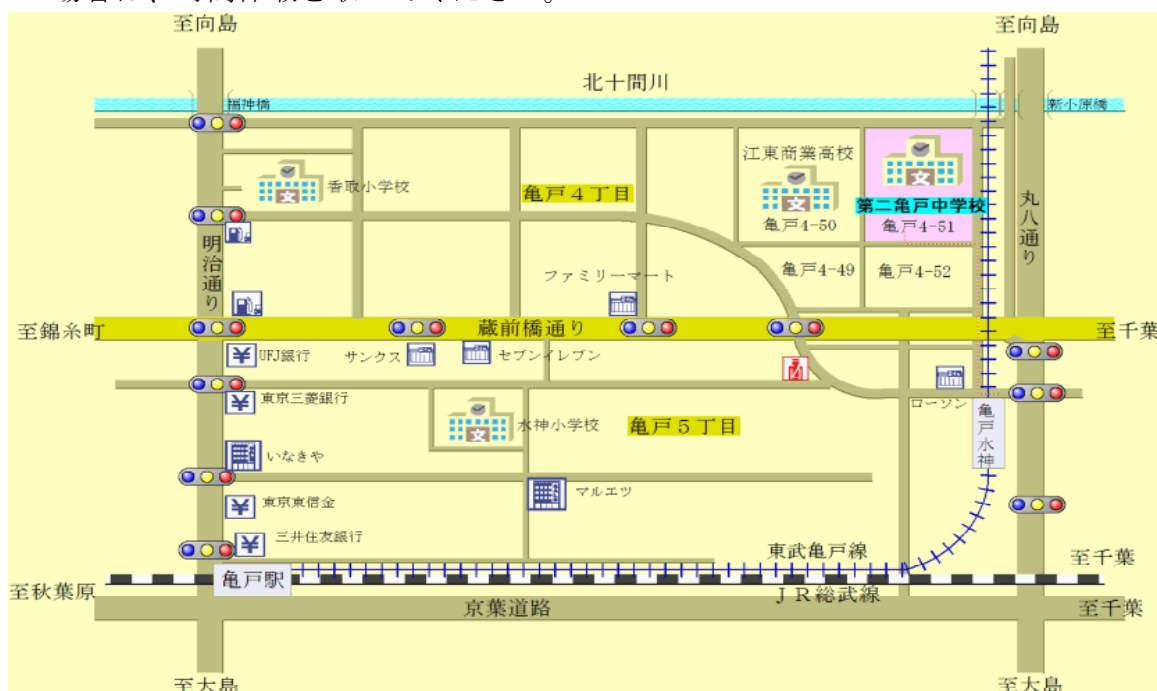 場合は、
至向島
至向島
北十間川
福神橋
新小原橋
江東商業高校
香取小学校
亀戸４丁目
文
文
文
第二亀戸中学校
亀戸4-50
亀戸4-51
丸八通り
明治通り
亀戸4-49
亀戸4-52
ファミリーマート
至錦糸町
蔵前橋通り
至千葉
¥
UFJ銀行
サンクス
セブンイレブン
¥
東京三菱銀行
ローソン
水神小学校
文
亀戸５丁目
亀戸水神
いなきや
マルエツ
¥
東京東信金
¥
三井住友銀行
東武亀戸線
至千葉
亀戸駅
至秋葉原
ＪＲ総武線
京葉道路
至千葉
至大島
至大島